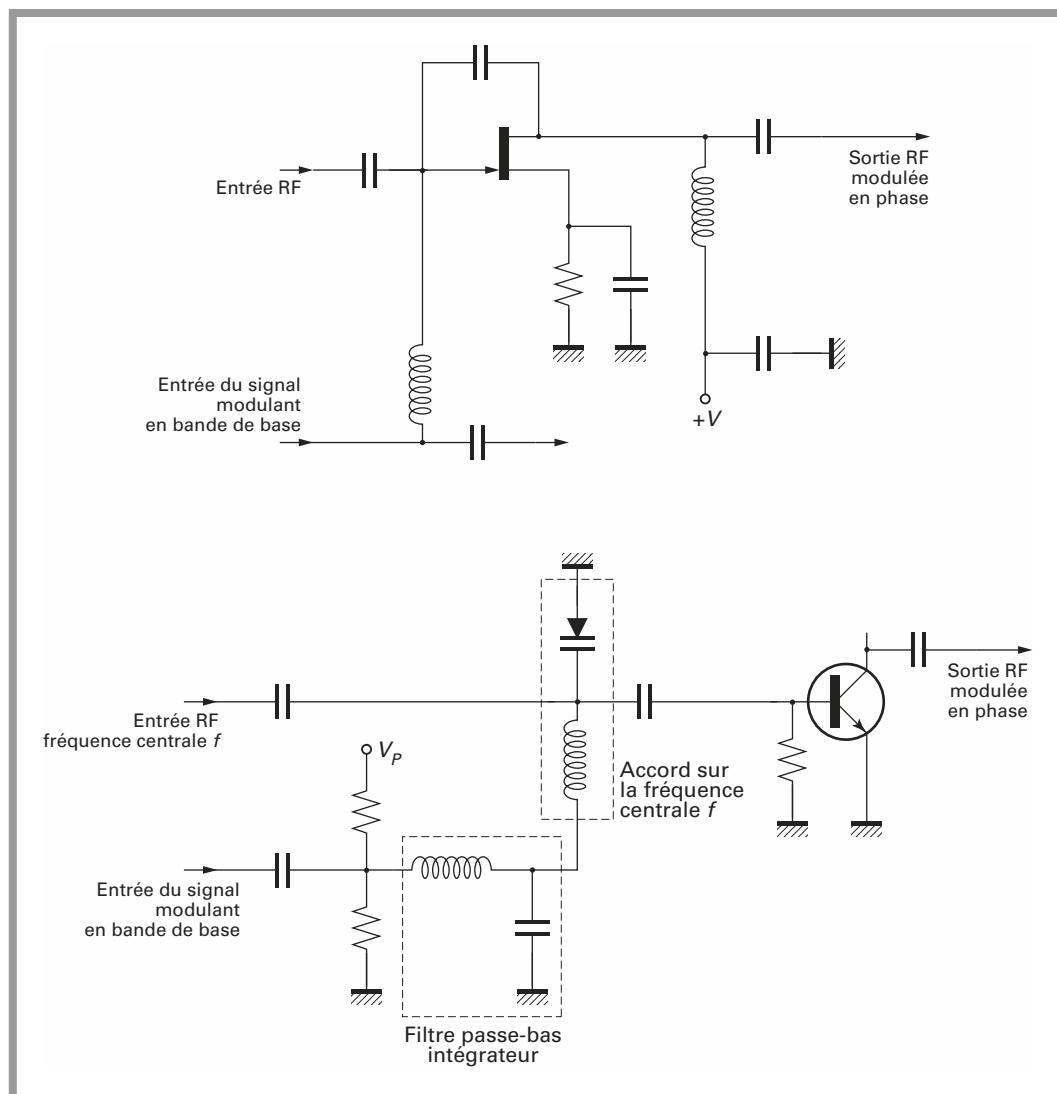 Entrée RF
Sortie RF
modulée
en phase
Entrée du signal
modulant
en bande de base
+V
Entrée RF
fréquence centrale f
Sortie RF
modulée
en phase
V_P
Accord sur
la fréquence
centrale f
Entrée du signal
modulant
en bande de base
Filtre passe-bas
intégrateur